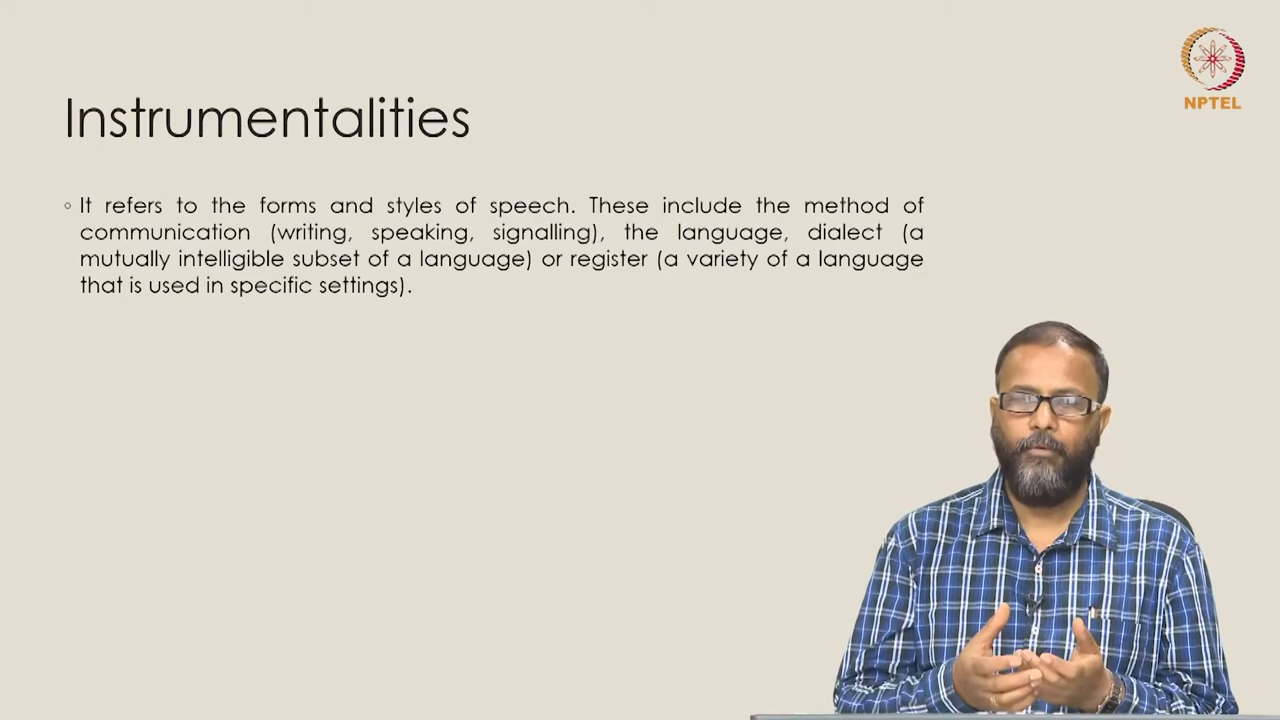 NPTEL
Instrumentalities
◦ It refers to the forms and styles of speech. These include the method of
communication (writing, speaking, signalling), the language, dialect (a
mutually intelligible subset of a language) or register (a variety of a language
that is used in specific settings).